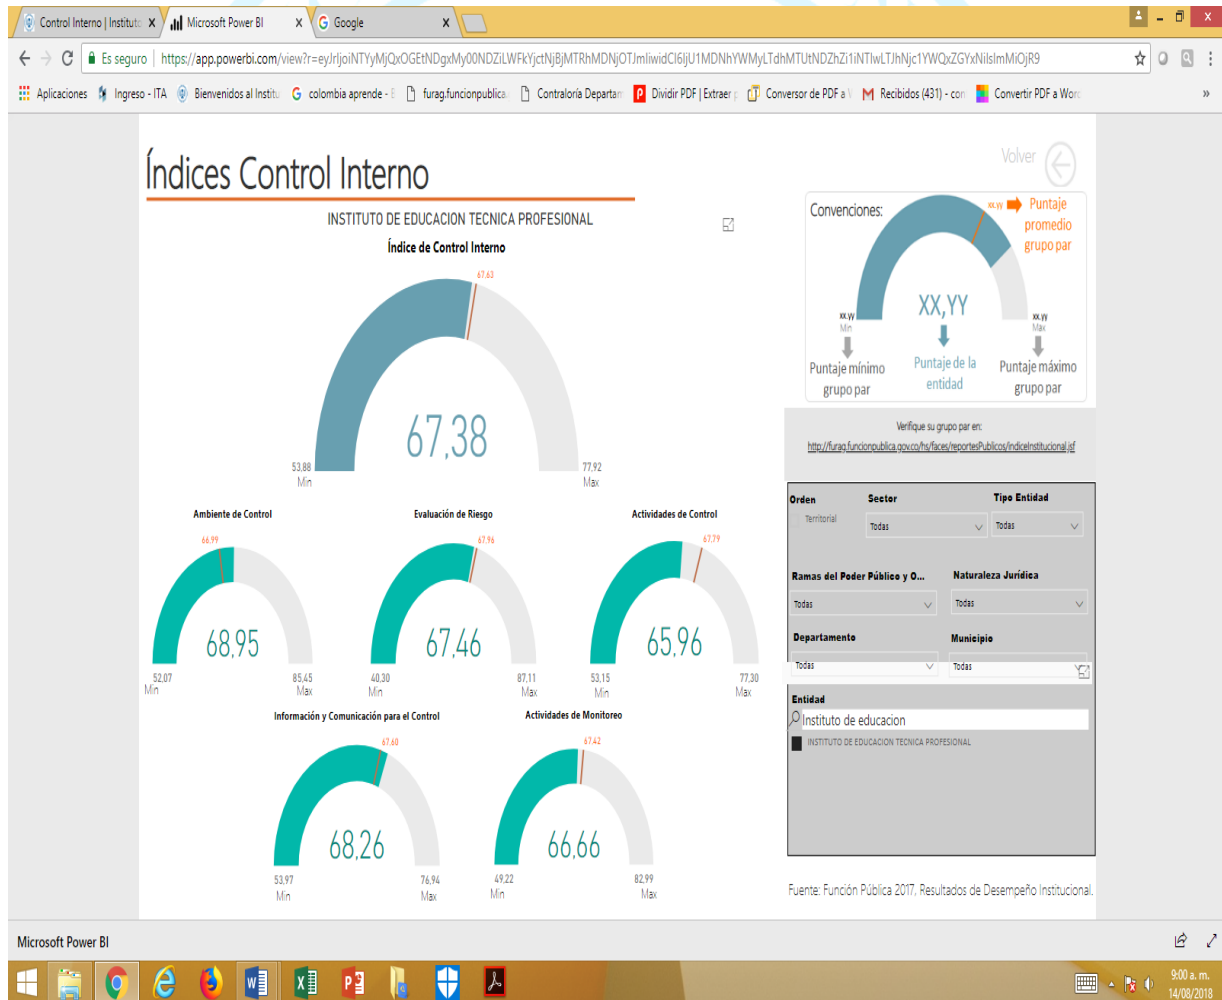 Control Interno | Instituto
Microsoft Power BI
Google
Es seguro | https://app.powerbi.com/view?r=
Aplicaciones
Ingreso - ITA
Bienvenidos al Institu
colombia aprende - E
furag.funcionpublica.
Contraloría Departam
Dividir PDF | Extraer p
Conversor de PDF a
Recibidos (431) - con
Convertir PDF a Word
»
Índices Control Interno
Volver
INSTITUTO DE EDUCACION TECNICA PROFESIONAL
Índice de Control Interno
67.63
67,38
53,88
Min
77,92
Max
Convenciones:
xx.yy
Puntaje
promedio
grupo par
XX,YY
xx.yy
Min
xx.yy
Max
Puntaje mínimo
grupo par
Puntaje de la
entidad
Puntaje máximo
grupo par
Verifique su grupo par en:
http://furag.funcionpublica.gov.co/hs/faces/reportesPublicos/indiceInstitucional.jsf
Ambiente de Control
66,99
68,95
52,07
Min
85,45
Max
Evaluación de Riesgo
67.96
67,46
40,30
Min
87,11
Max
Actividades de Control
67,79
65,96
53,15
Min
77,30
Max
Información y Comunicación para el Control
67.60
68,26
53,97
Min
76,94
Max
Actividades de Monitoreo
67.42
66,66
49,22
Min
82,99
Max
Orden
Territorial
Sector
Todas
Tipo Entidad
Todas
Ramas del Poder Público y O...
Todas
Naturaleza Jurídica
Todas
Departamento
Todas
Municipio
Todas
Entidad
Instituto de educacion
INSTITUTO DE EDUCACION TECNICA PROFESIONAL
Fuente: Función Pública 2017, Resultados de Desempeño Institucional.
Microsoft Power BI
9:00 a. m.
14/08/2018